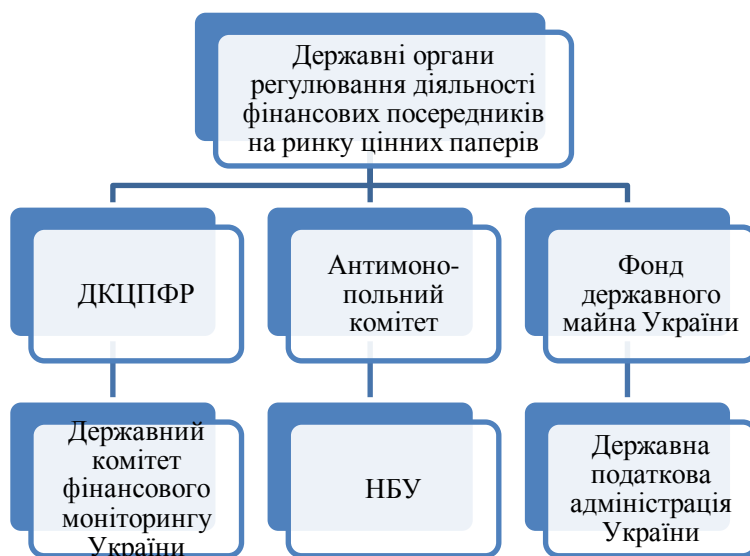 Державні органи
регулювання діяльності
фінансових посередників
на ринку цінних паперів
ДКЦПФР
Антимоно-
польний
комітет
Фонд
державного
майна України
Державний
комітет
фінансового
моніторингу
України
НБУ
Державна
податкова
адміністрація
України